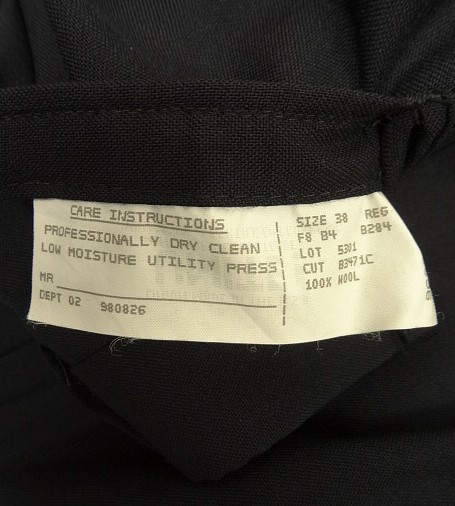 CARE INSTRUCTIONS
PROFESSIONALLY DRY CLEAN
LOW MOISTURE UTILITY PRESS
MR
DEPT 02 980826
SIZE 38 REG
F8 B4 B284
LOT 5301
CUT B3471C
100% WOOL